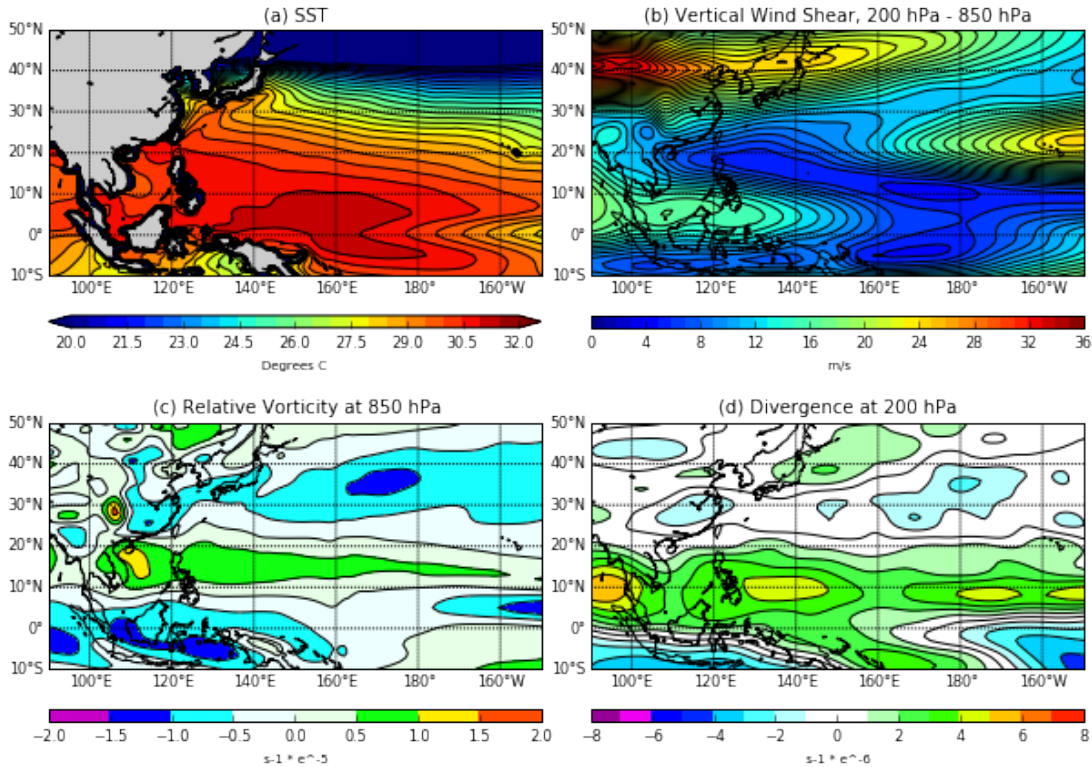 (a) SST
50°N
40°N
30°N
20°N
10°N
0°
10°S
100°E 120°E 140°E 160°E 180° 160°W
20.0 21.5 23.0 24.5 26.0 27.5 29.0 30.5 32.0
Degrees C
(b) Vertical Wind Shear, 200 hPa - 850 hPa
50°N
40°N
30°N
20°N
10°N
0°
10°S
100°E 120°E 140°E 160°E 180° 160°W
0 4 8 12 16 20 24 28 32 36
m/s
(c) Relative Vorticity at 850 hPa
50°N
40°N
30°N
20°N
10°N
0°
10°S
100°E 120°E 140°E 160°E 180° 160°W
−2.0 −1.5 −1.0 −0.5 0.0 0.5 1.0 1.5 2.0
s-1 * e^-5
(d) Divergence at 200 hPa
50°N
40°N
30°N
20°N
10°N
0°
10°S
100°E 120°E 140°E 160°E 180° 160°W
−8 −6 −4 −2 0 2 4 6 8
s-1 * e^-6